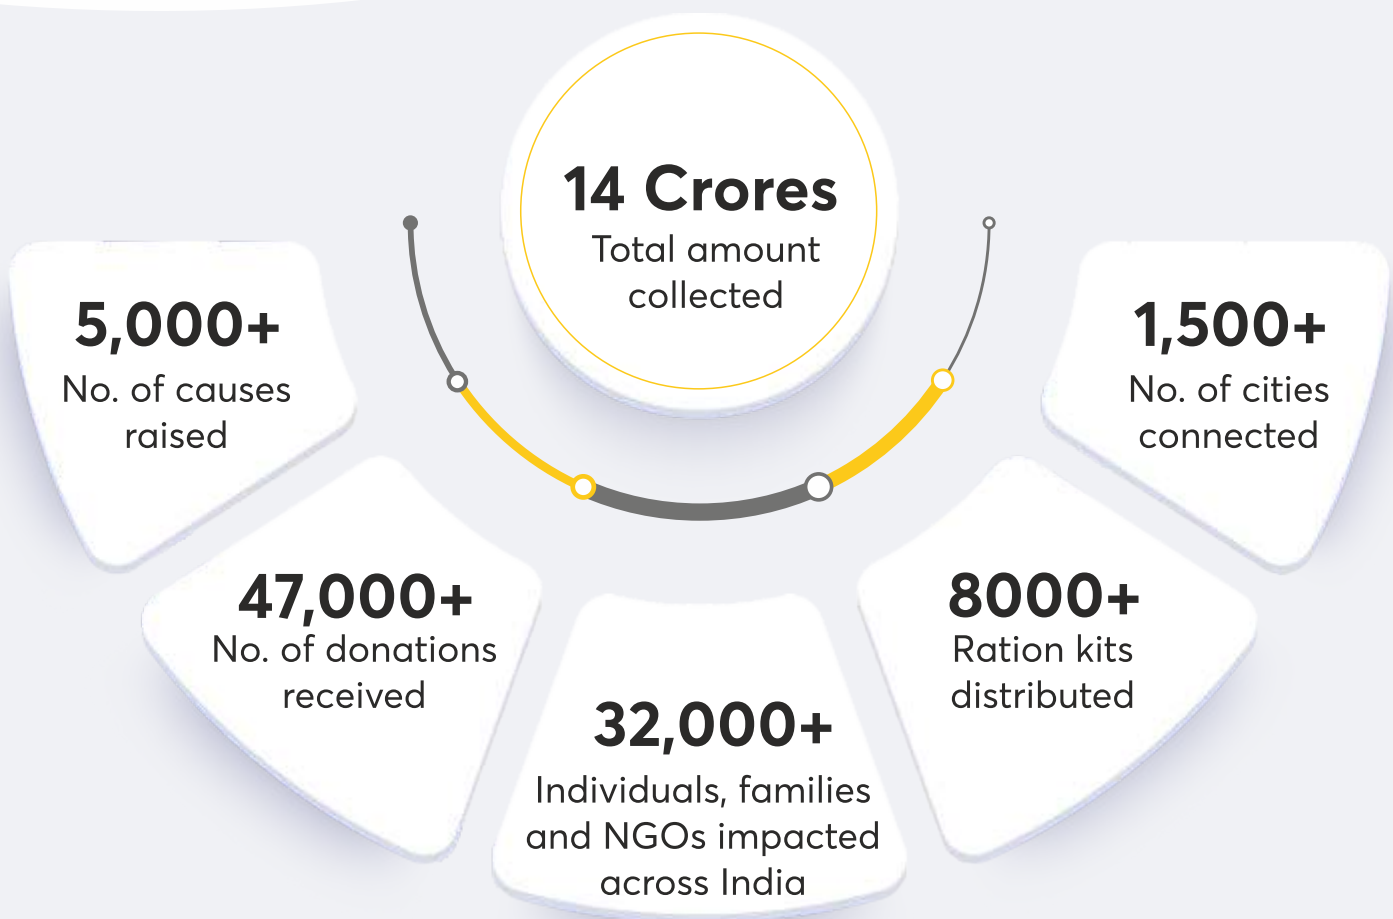 14 Crores
Total amount
collected
5,000+
No. of causes
raised
47,000+
No. of donations
received
32,000+
Individuals, families
and NGOs impacted
across India
8000+
Ration kits
distributed
1,500+
No. of cities
connected